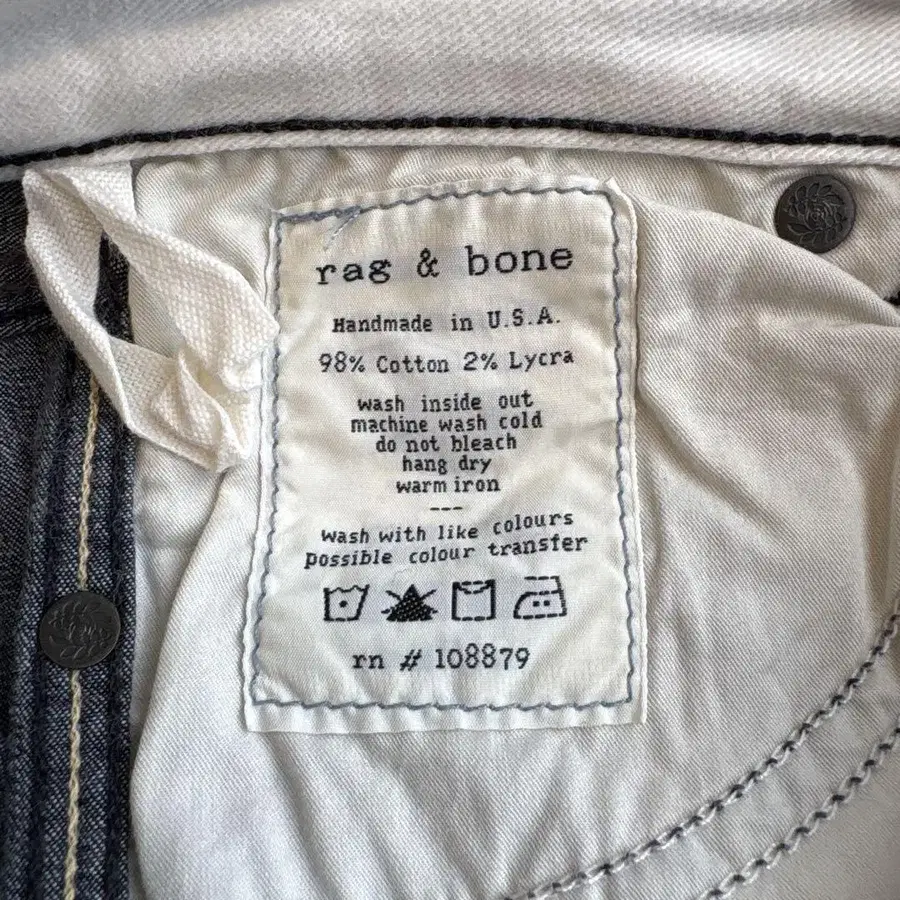 rag & bone
Handmade in U.S.A.
98% Cotton 2% Lycra
wash inside out
machine wash cold
do not bleach
hang dry
warm iron
---
wash with like colours
possible colour transfer
rn # 108879